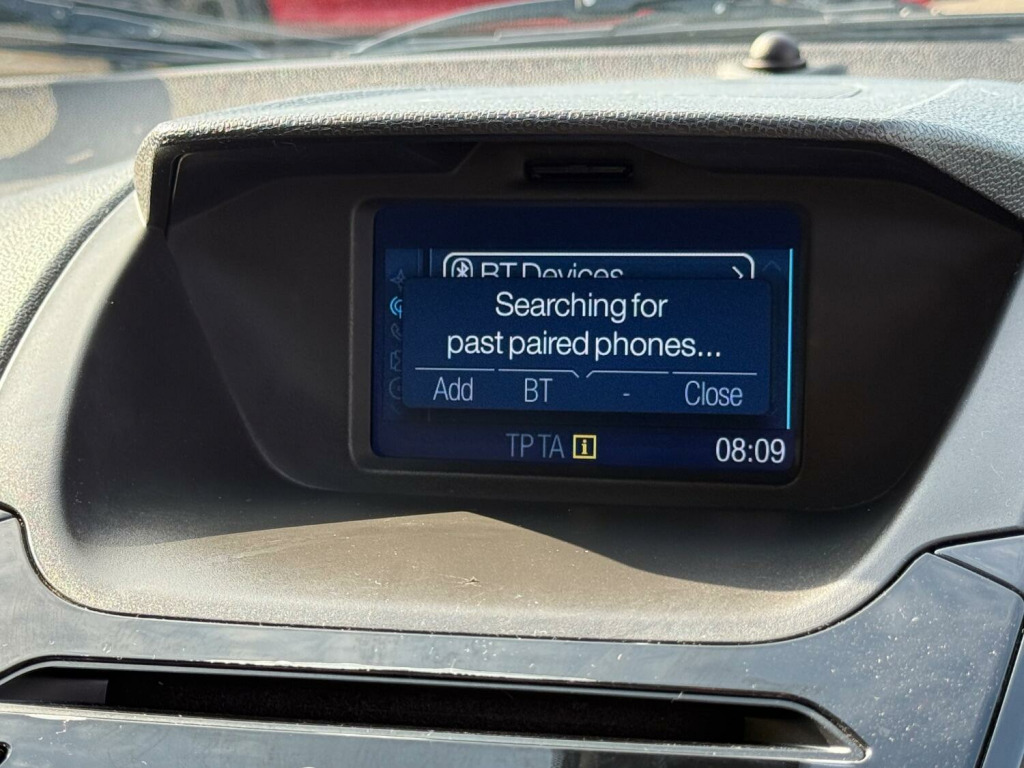 BT Devices
Searching for
past paired phones...
Add BT - Close
TP TA i 08:09